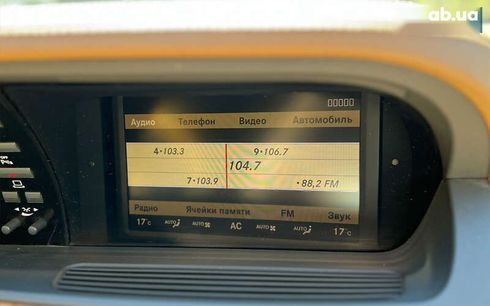 ab.ua
Аудио Телефон Видео Автомобиль
4•103.3 9•106.7
104.7
7•103,9 •88,2 FM
Радио Ячейки памяти FM Звук
17°C AUTO AUTO AC AUTO AUTO 17°C